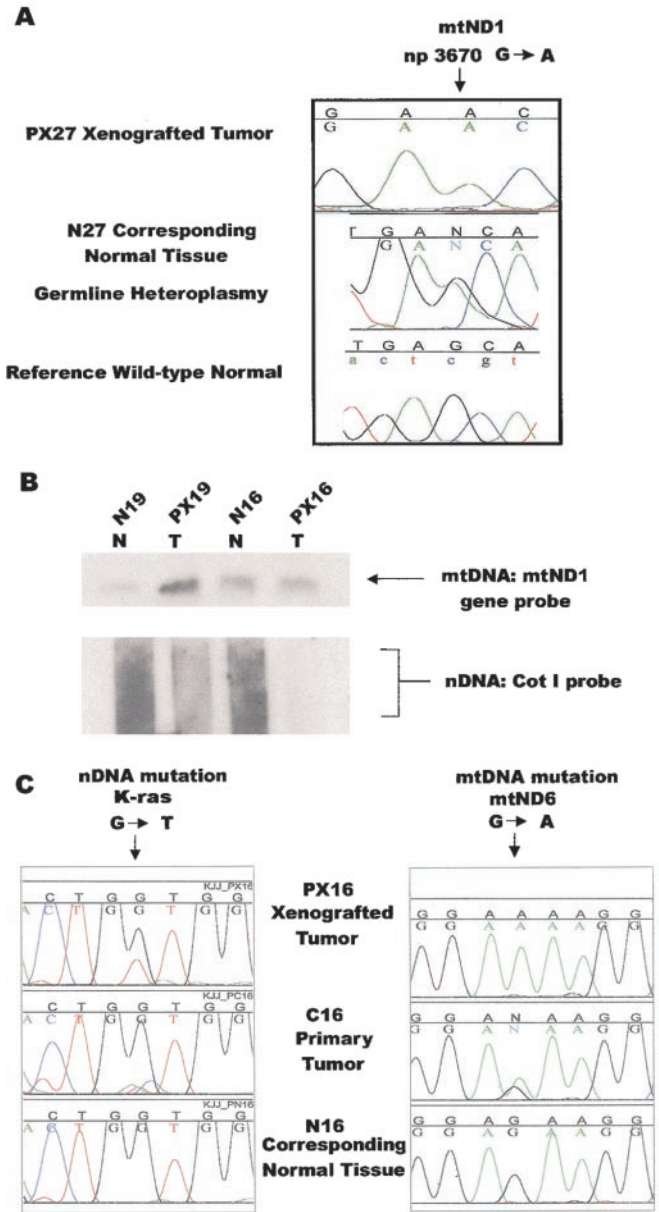 A
mtND1
np 3670 G → A
G A A C
G A A C
PX27 Xenografted Tumor
N27 Corresponding
Normal Tissue
Germline Heteroplasmy
T G A N C A
G A N C A
Reference Wild-type Normal
T G A G C A
a c t c g t
B
N19 PX19 N16 PX16
N T N T
mtDNA: mtND1
gene probe
nDNA: Cot I probe
C
nDNA mutation
K-ras
G → T
mtDNA mutation
mtND6
G → A
KJJ_PX16
C T G G T G G
A C T G G T G G
PX16
Xenografted
Tumor
G G A A A A G G
G G A A A A G G
KJJ_PC16
C T G G T G G
A C T G G T G G
C16
Primary
Tumor
G G A N A A G G
G G A N A A G G
KJJ_PN16
C T G G T G G
A C T G G T G G
N16
Corresponding
Normal Tissue
G G A G A A G G
G G A G A A G G